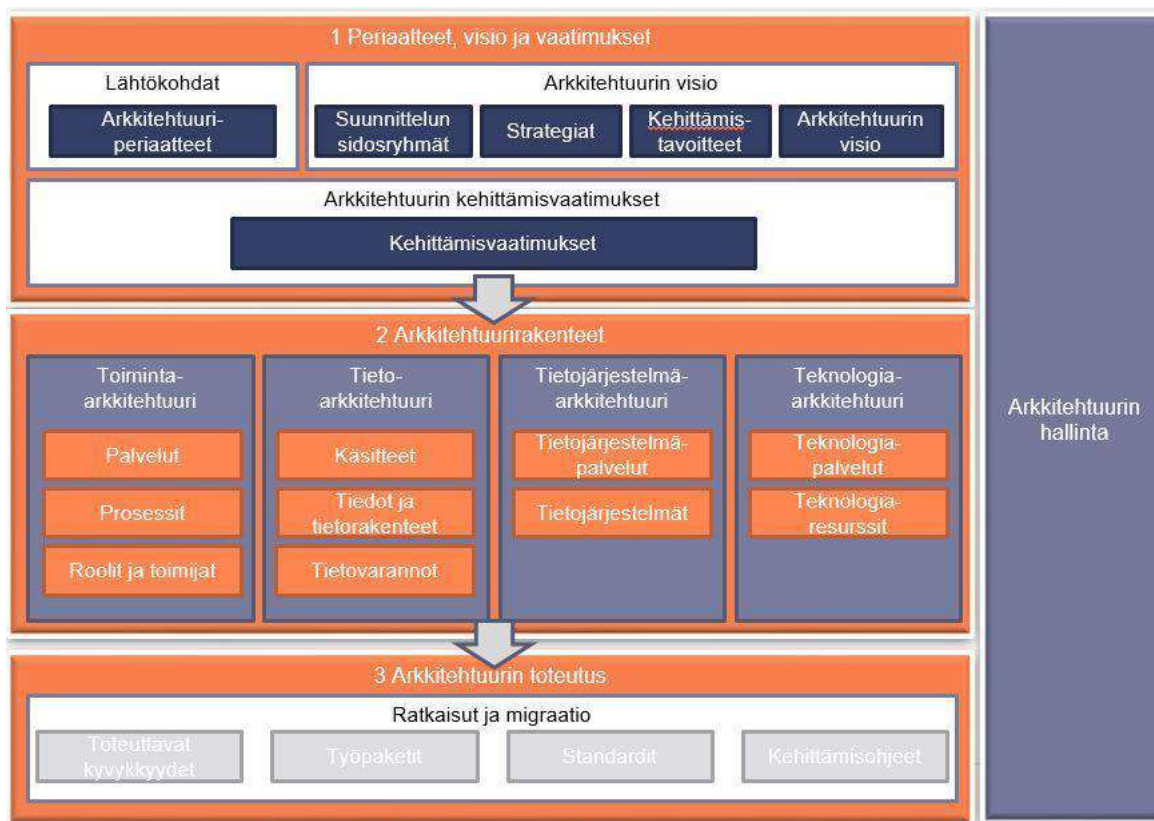 1 Periaatteet, visio ja vaatimukset
Lähtökohdat
Arkkitehtuuri-
periaatteet
Arkkitehtuurin visio
Suunnittelun
sidosryhmät
Strategiat
Kehittämis-
tavoitteet
Arkkitehtuurin
visio
Arkkitehtuurin kehittämisvaatimukset
Kehittämisvaatimukset
2 Arkkitehtuurirakenteet
Toiminta-
arkkitehtuuri
Palvelut
Prosessit
Roolit ja toimijat
Tieto-
arkkitehtuuri
Käsitteet
Tiedot ja
tietorakenteet
Tietovarannot
Tietojärjestelmä-
arkkitehtuuri
Tietojärjestelmä-
palvelut
Tietojärjestelmät
Teknologia-
arkkitehtuuri
Teknologia-
palvelut
Teknologia-
resurssit
3 Arkkitehtuurin toteutus
Ratkaisut ja migraatio
Toteuttavat
kyvykkyydet
Työpaketit
Standardit
Kehittämisohjeet
Arkkitehtuurin
hallinta